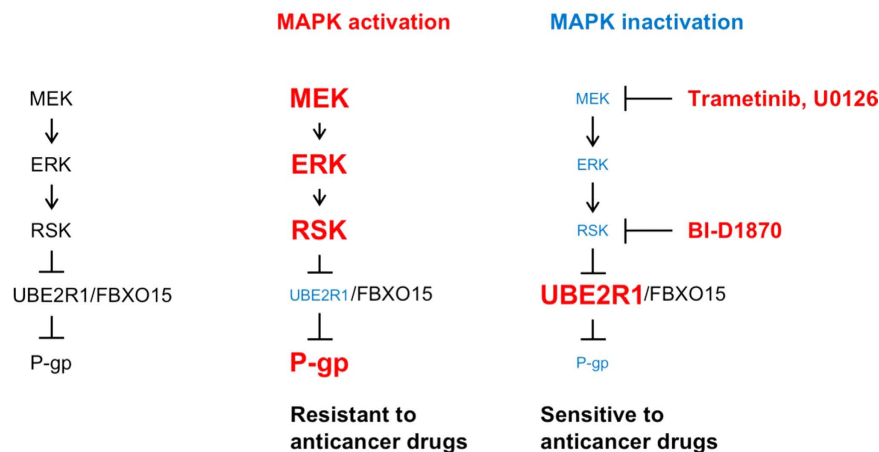 MAPK activation
MAPK inactivation
MEK
MEK
MEK
Trametinib, U0126
ERK
ERK
ERK
RSK
RSK
RSK
BI-D1870
UBE2R1/FBXO15
UBE2R1/FBXO15
UBE2R1/FBXO15
P-gp
P-gp
P-gp
Resistant to
anticancer drugs
Sensitive to
anticancer drugs